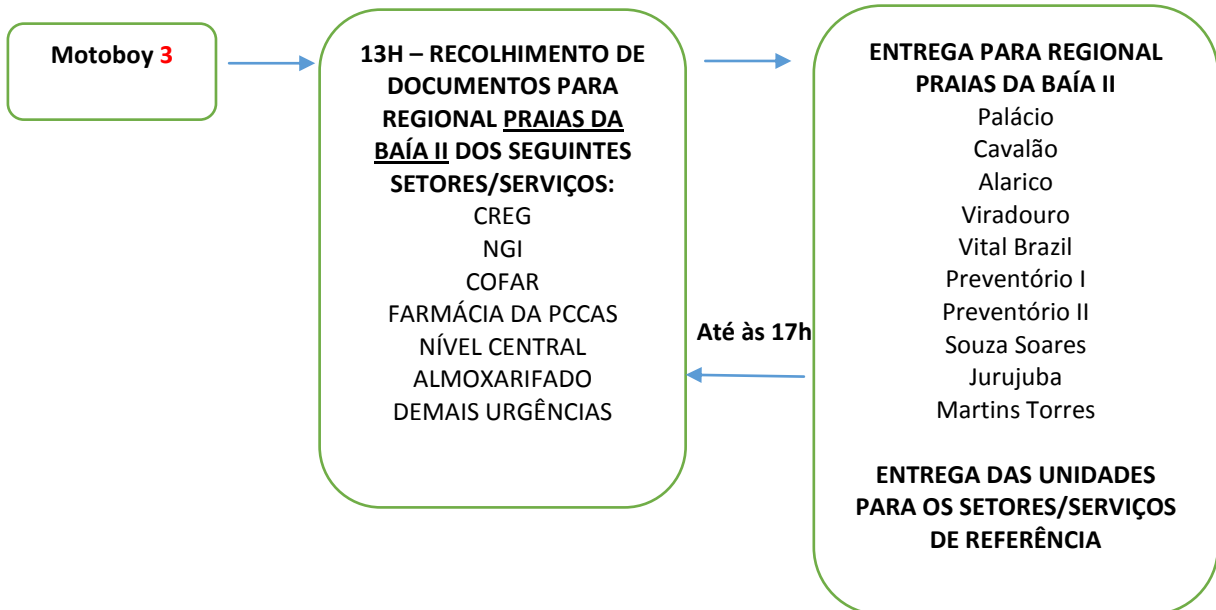 Motoboy 3
13H – RECOLHIMENTO DE
DOCUMENTOS PARA
REGIONAL PRAIAS DA
BAÍA II DOS SEGUINTES
SETORES/SERVIÇOS:
CREG
NGI
COFAR
FARMÁCIA DA PCCAS
NÍVEL CENTRAL
ALMOXARIFADO
DEMAIS URGÊNCIAS
Até às 17h
ENTREGA PARA REGIONAL
PRAIAS DA BAÍA II
Palácio
Cavalão
Alarico
Viradouro
Vital Brazil
Preventório I
Preventório II
Souza Soares
Jurujuba
Martins Torres
ENTREGA DAS UNIDADES
PARA OS SETORES/SERVIÇOS
DE REFERÊNCIA